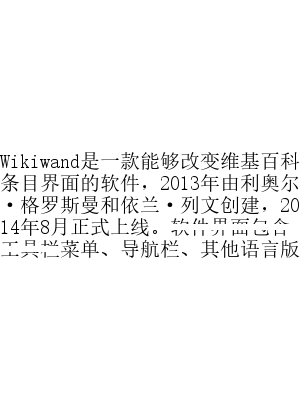 Wikiwand是一款能够改变维基百科
条目界面的软件，2013年由利奥尔
·格罗斯曼和依兰·列文创建，20
14年8月正式上线。软件界面包含
工具栏菜单、导航栏、其他语言版